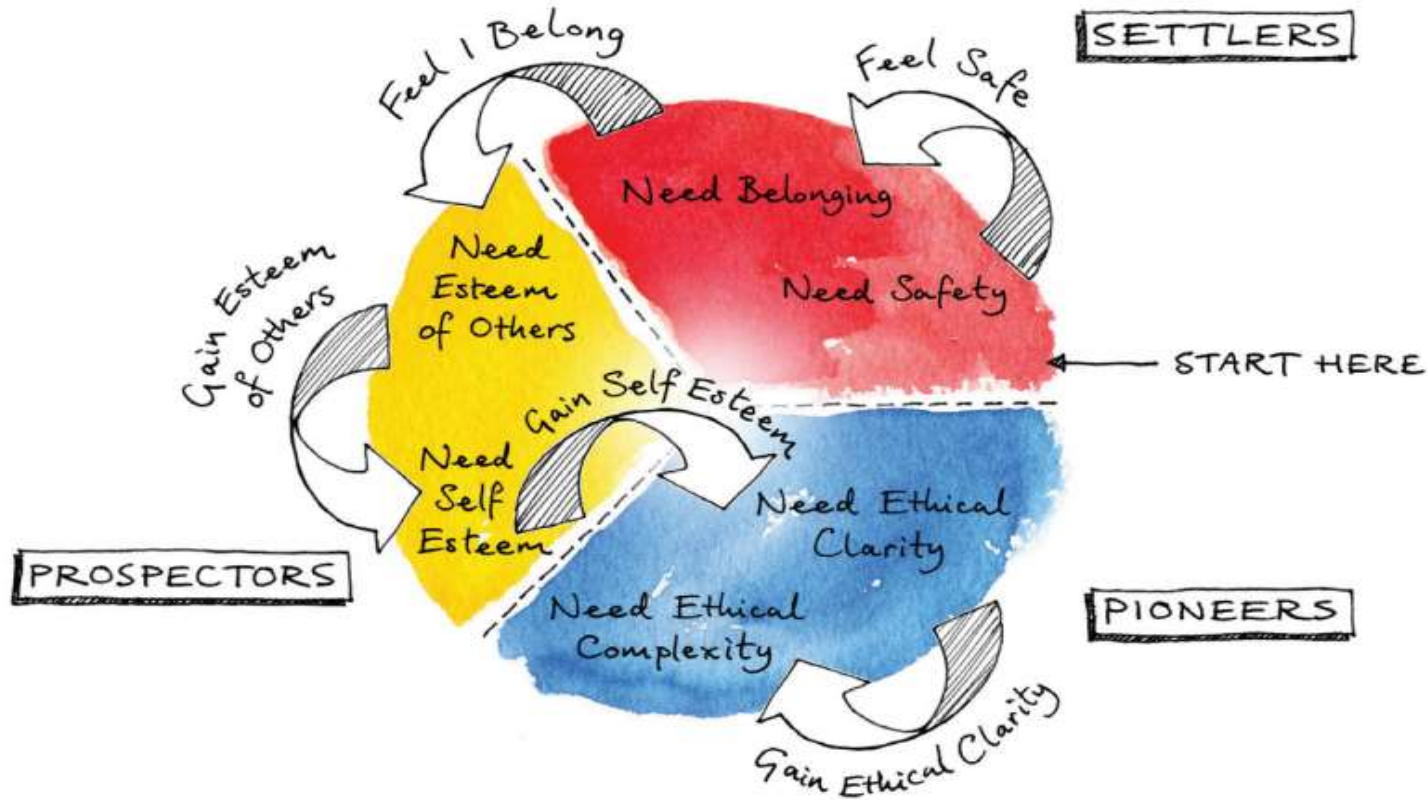 SETTLERS
Feel Safe
Feel I Belong
Need Belonging
Need Safety
START HERE
Need
Esteem
of Others
Gain Esteem
of Others
Gain Self Esteem
Need
Self
Esteem
PROSPECTORS
Need Ethical
Clarity
Need Ethical
Complexity
PIONEERS
Gain Ethical Clarity